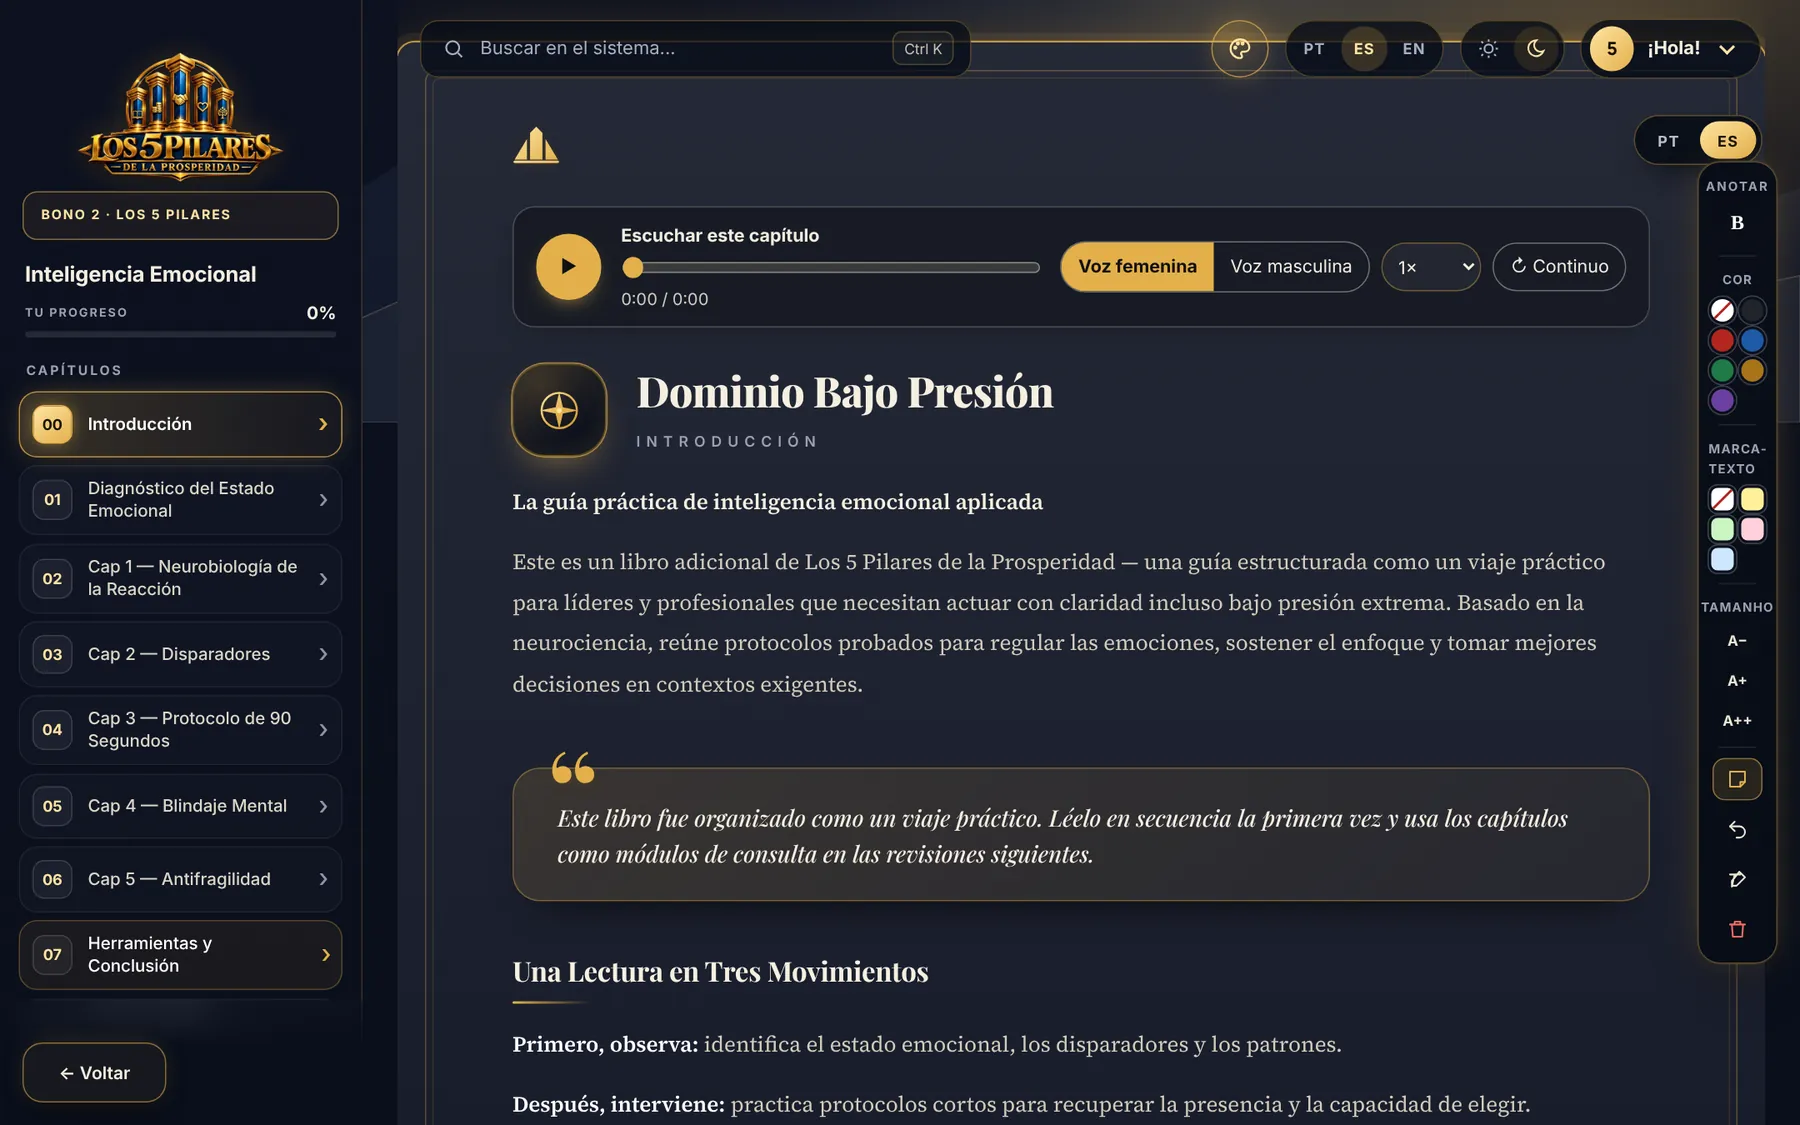 LOS 5 PILARES
DE LA PROSPERIDAD
BONO 2 · LOS 5 PILARES
Inteligencia Emocional
TU PROGRESO 0%
CAPÍTULOS
00 Introducción
01 Diagnóstico del Estado
Emocional
02 Cap 1 — Neurobiología de
la Reacción
03 Cap 2 — Disparadores
04 Cap 3 — Protocolo de 90
Segundos
05 Cap 4 — Blindaje Mental
06 Cap 5 — Antifragilidad
07 Herramientas y
Conclusión
← Voltar
Buscar en el sistema... Ctrl K
PT ES EN
5 ¡Hola!
PT ES
Escuchar este capítulo
0:00 / 0:00
Voz femenina Voz masculina 1× ↻ Continuo
Dominio Bajo Presión
INTRODUCCIÓN
La guía práctica de inteligencia emocional aplicada
Este es un libro adicional de Los 5 Pilares de la Prosperidad — una guía estructurada como un viaje práctico
para líderes y profesionales que necesitan actuar con claridad incluso bajo presión extrema. Basado en la
neurociencia, reúne protocolos probados para regular las emociones, sostener el enfoque y tomar mejores
decisiones en contextos exigentes.
“
Este libro fue organizado como un viaje práctico. Léelo en secuencia la primera vez y usa los capítulos
como módulos de consulta en las revisiones siguientes.
Una Lectura en Tres Movimientos
Primero, observa: identifica el estado emocional, los disparadores y los patrones.
Después, interviene: practica protocolos cortos para recuperar la presencia y la capacidad de elegir.
ANOTAR
B
COR
MARCA-
TEXTO
TAMANHO
A−
A+
A++